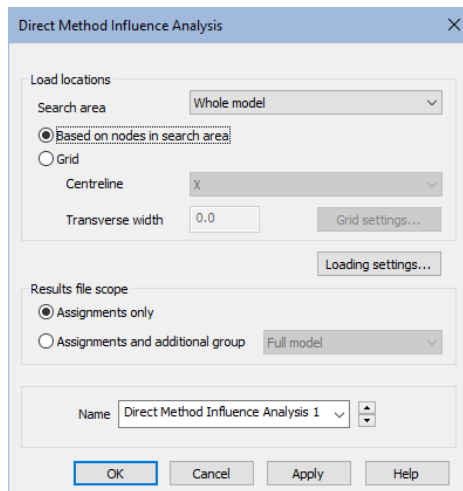 Direct Method Influence Analysis
Load locations
Search area Whole model
Based on nodes in search area
Grid
Centreline X
Transverse width 0.0 Grid settings...
Loading settings...
Results file scope
Assignments only
Assignments and additional group Full model
Name Direct Method Influence Analysis 1
OK Cancel Apply Help